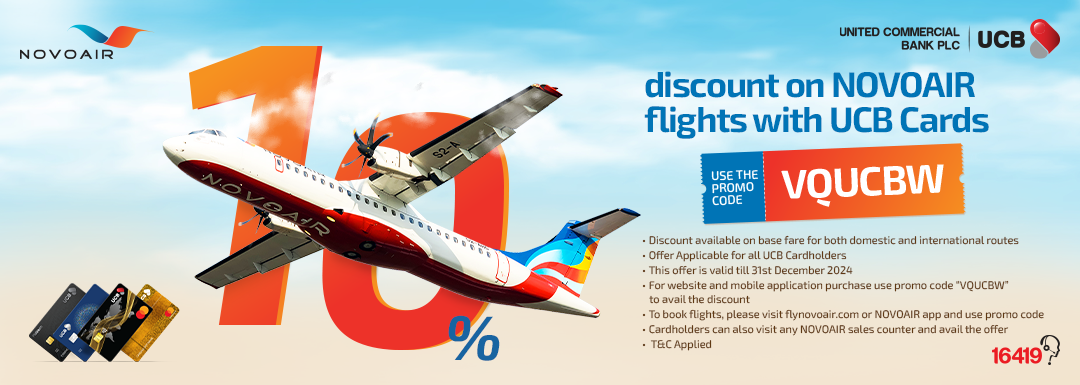 NOVOAIR
UNITED COMMERCIAL
BANK PLC
UCB
10
%
discount on NOVOAIR
flights with UCB Cards
USE THE
PROMO
CODE
VQUCBW
S2-A
NOVOAIR
• Discount available on base fare for both domestic and international routes
• Offer Applicable for all UCB Cardholders
• This offer is valid till 31st December 2024
• For website and mobile application purchase use promo code "VQUCBW"
to avail the discount
• To book flights, please visit flynovoair.com or NOVOAIR app and use promo code
• Cardholders can also visit any NOVOAIR sales counter and avail the offer
• T&C Applied
UCB
UCB
UCB
16419